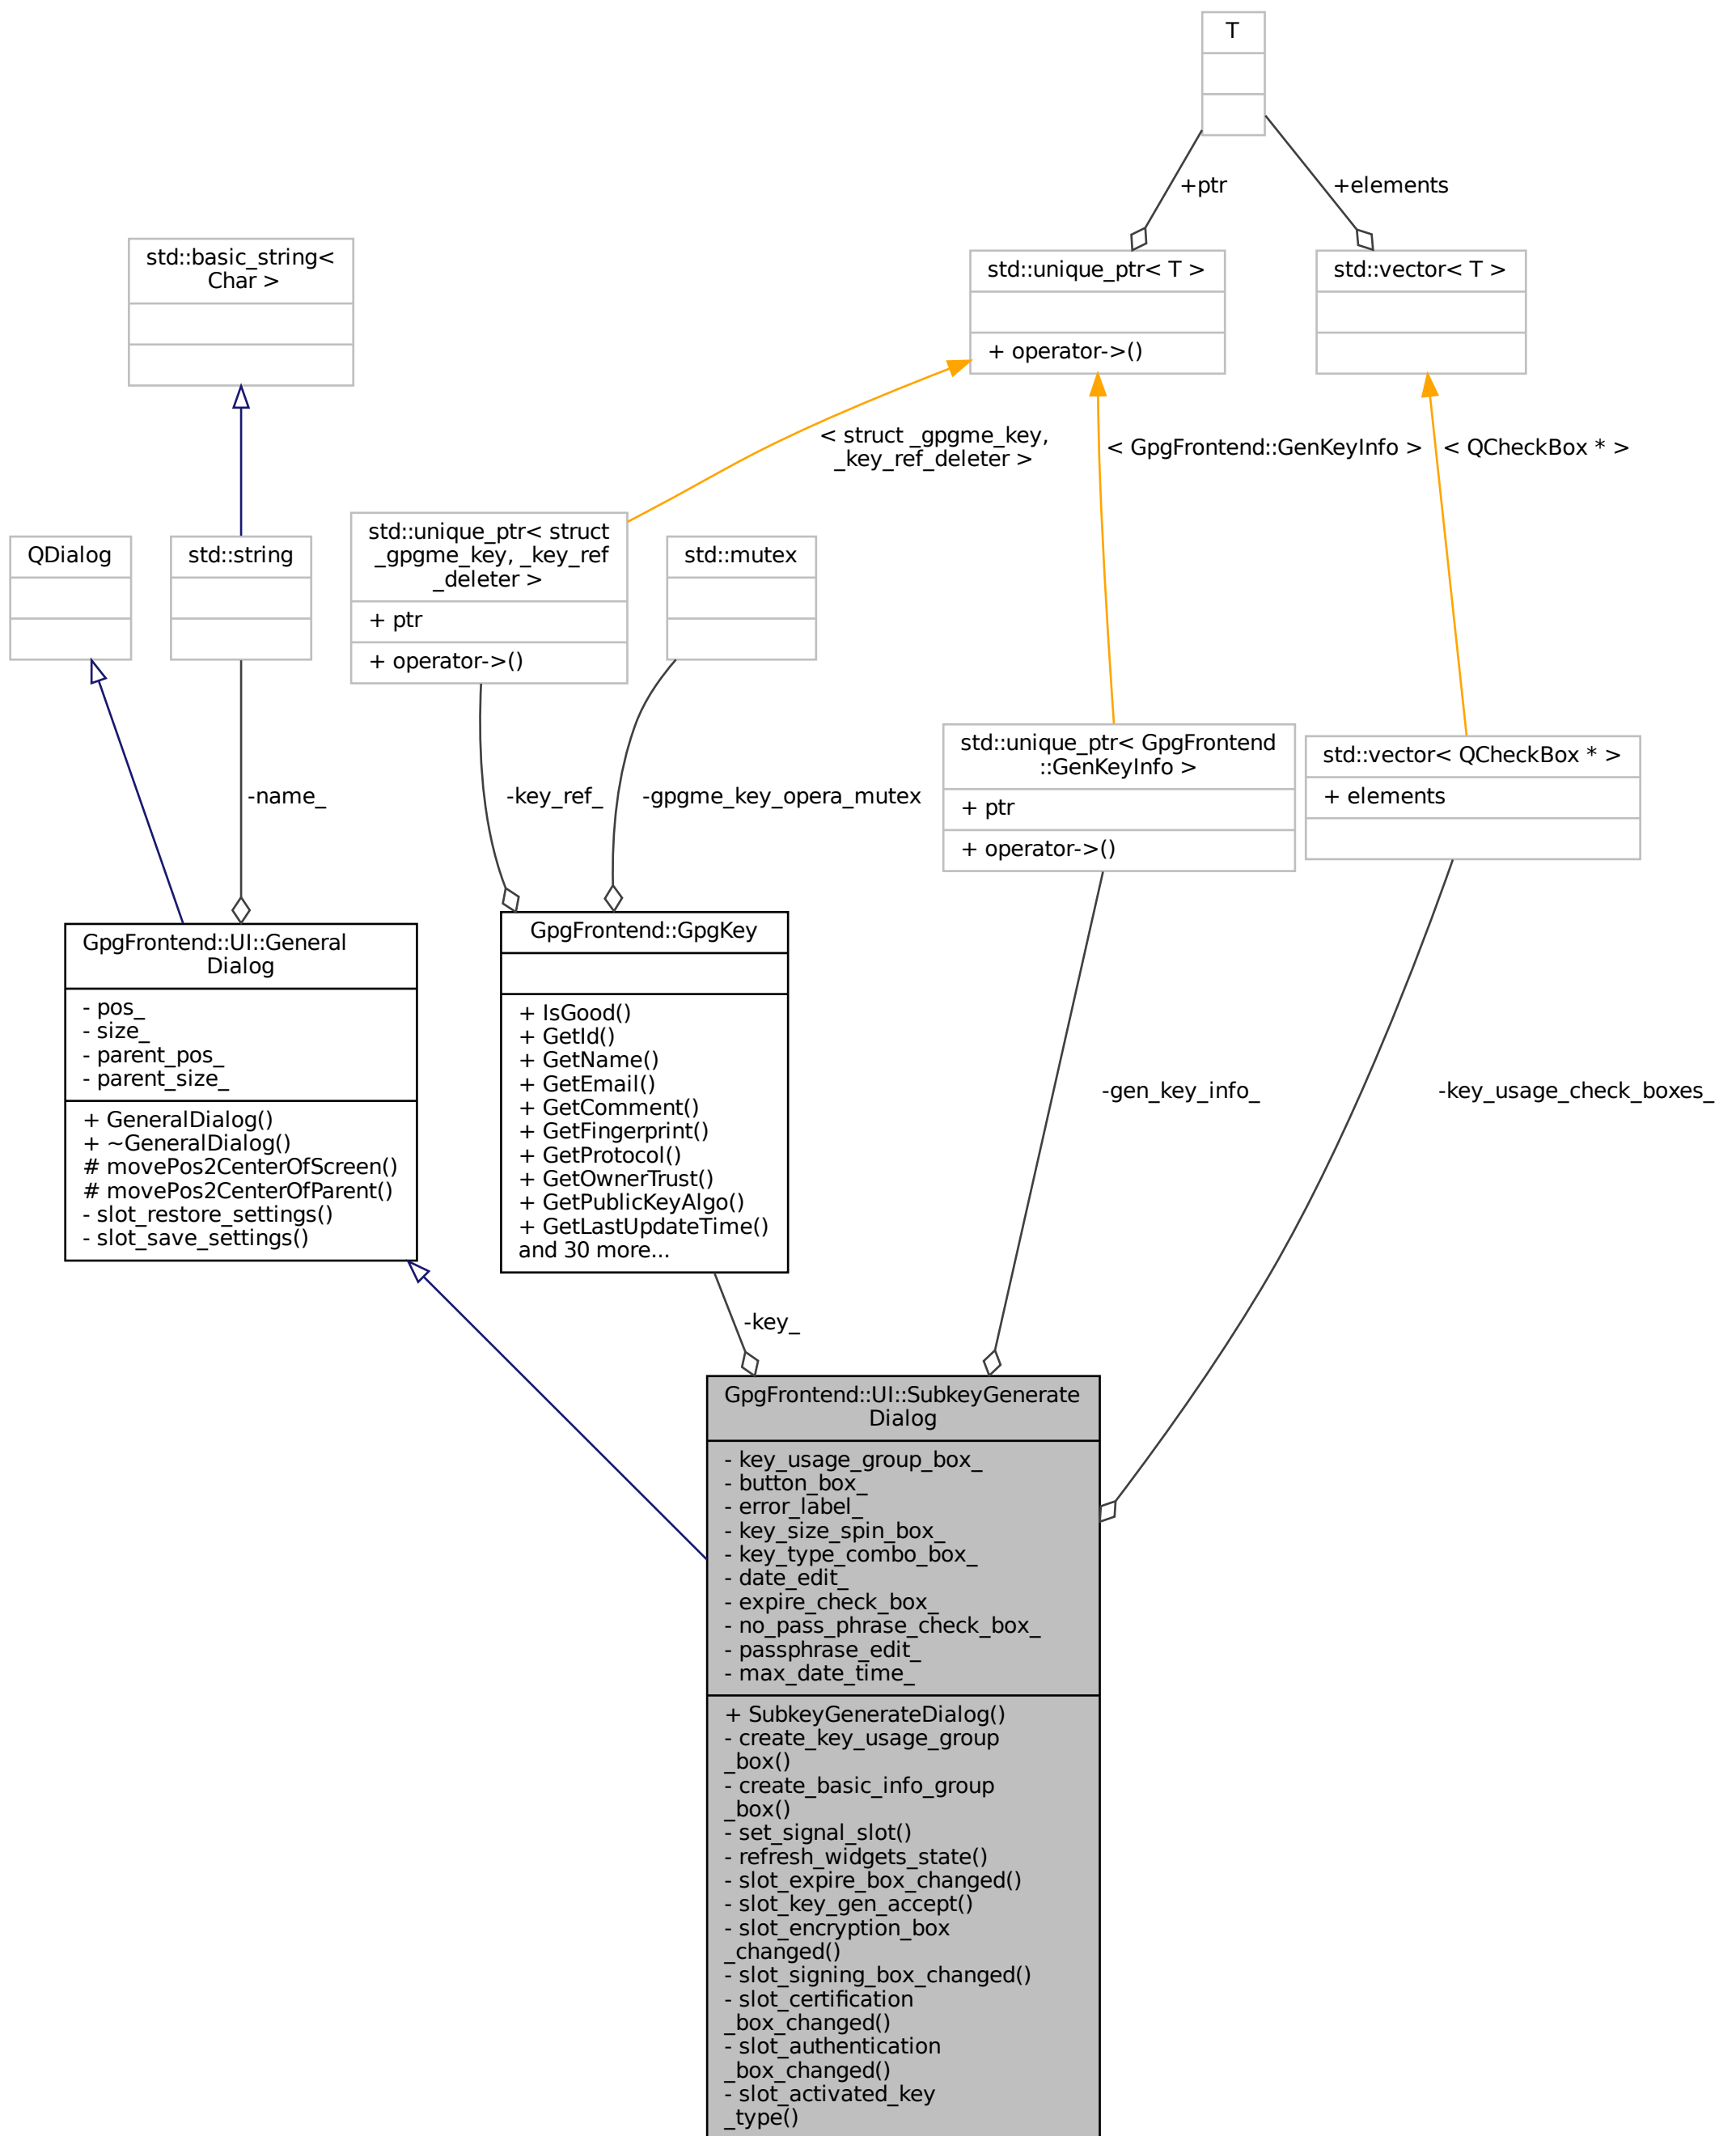 T
+ptr
+elements
std::basic_string<
Char >
std::unique_ptr< T >
+ operator->()
std::vector< T >
< struct _gpgme_key,
_key_ref_deleter >
< GpgFrontend::GenKeyInfo >
< QCheckBox * >
QDialog
std::string
std::unique_ptr< struct
_gpgme_key, _key_ref
_deleter >
+ ptr
+ operator->()
std::mutex
std::unique_ptr< GpgFrontend
::GenKeyInfo >
+ ptr
+ operator->()
std::vector< QCheckBox * >
+ elements
-name_
-key_ref_
-gpgme_key_opera_mutex
GpgFrontend::UI::General
Dialog
- pos_
- size_
- parent_pos_
- parent_size_
+ GeneralDialog()
+ ~GeneralDialog()
# movePos2CenterOfScreen()
# movePos2CenterOfParent()
- slot_restore_settings()
- slot_save_settings()
GpgFrontend::GpgKey
+ IsGood()
+ GetId()
+ GetName()
+ GetEmail()
+ GetComment()
+ GetFingerprint()
+ GetProtocol()
+ GetOwnerTrust()
+ GetPublicKeyAlgo()
+ GetLastUpdateTime()
and 30 more...
-gen_key_info_
-key_usage_check_boxes_
-key_
GpgFrontend::UI::SubkeyGenerate
Dialog
- key_usage_group_box_
- button_box_
- error_label_
- key_size_spin_box_
- key_type_combo_box_
- date_edit_
- expire_check_box_
- no_pass_phrase_check_box_
- passphrase_edit_
- max_date_time_
+ SubkeyGenerateDialog()
- create_key_usage_group
_box()
- create_basic_info_group
_box()
- set_signal_slot()
- refresh_widgets_state()
- slot_expire_box_changed()
- slot_key_gen_accept()
- slot_encryption_box
_changed()
- slot_signing_box_changed()
- slot_certification
_box_changed()
- slot_authentication
_box_changed()
- slot_activated_key
_type()